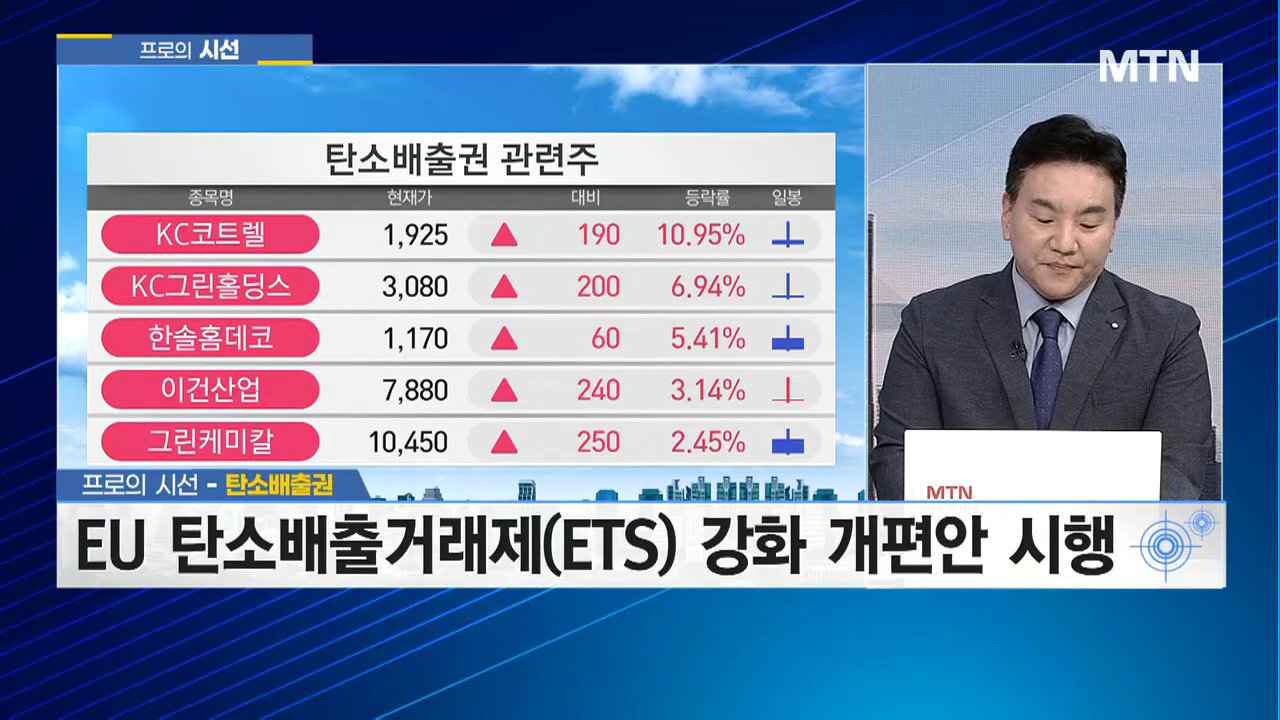 프로의 시선
MTN
탄소배출권 관련주
종목명 현재가 대비 등락률 일봉
KC코트렐 1,925 ▲ 190 10.95%
KC그린홀딩스 3,080 ▲ 200 6.94%
한솔홈데코 1,170 ▲ 60 5.41%
이건산업 7,880 ▲ 240 3.14%
그린케미칼 10,450 ▲ 250 2.45%
MTN
프로의 시선 - 탄소배출권
EU 탄소배출거래제(ETS) 강화 개편안 시행